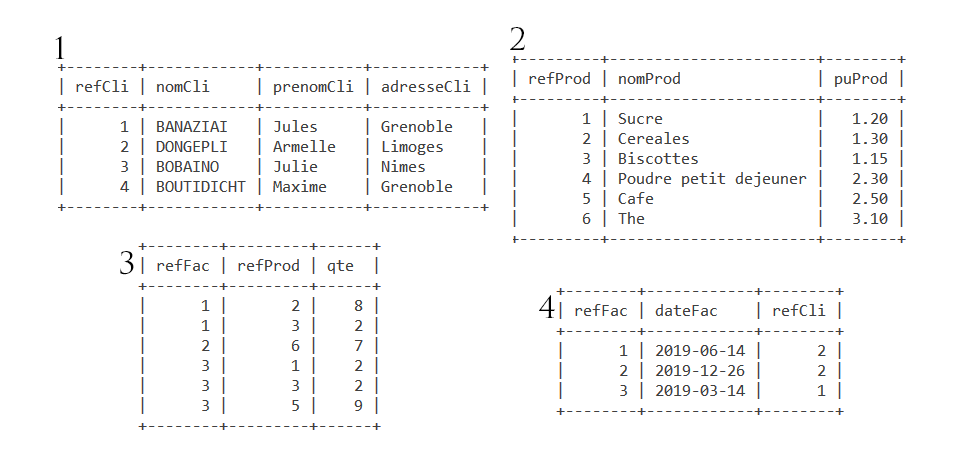 1
+--------+------------+-----------+------------+
| refCli | nomCli     | prenomCli | adresseCli |
+--------+------------+-----------+------------+
|      1 | BANAZIAI   | Jules     | Grenoble   |
|      2 | DONGEPLI   | Armelle   | Limoges    |
|      3 | BOBAINO    | Julie     | Nimes      |
|      4 | BOUTIDICHT | Maxime    | Grenoble   |
+--------+------------+-----------+------------+
2
+---------+-----------------------+--------+
| refProd | nomProd               | puProd |
+---------+-----------------------+--------+
|       1 | Sucre                 |   1.20 |
|       2 | Cereales              |   1.30 |
|       3 | Biscottes             |   1.15 |
|       4 | Poudre petit dejeuner |   2.30 |
|       5 | Cafe                  |   2.50 |
|       6 | The                   |   3.10 |
+---------+-----------------------+--------+
3
+--------+---------+------+
| refFac | refProd | qte  |
+--------+---------+------+
|      1 |       2 |    8 |
|      1 |       3 |    2 |
|      2 |       6 |    7 |
|      3 |       1 |    2 |
|      3 |       3 |    2 |
|      3 |       5 |    9 |
+--------+---------+------+
4
+--------+------------+--------+
| refFac | dateFac    | refCli |
+--------+------------+--------+
|      1 | 2019-06-14 |      2 |
|      2 | 2019-12-26 |      2 |
|      3 | 2019-03-14 |      1 |
+--------+------------+--------+